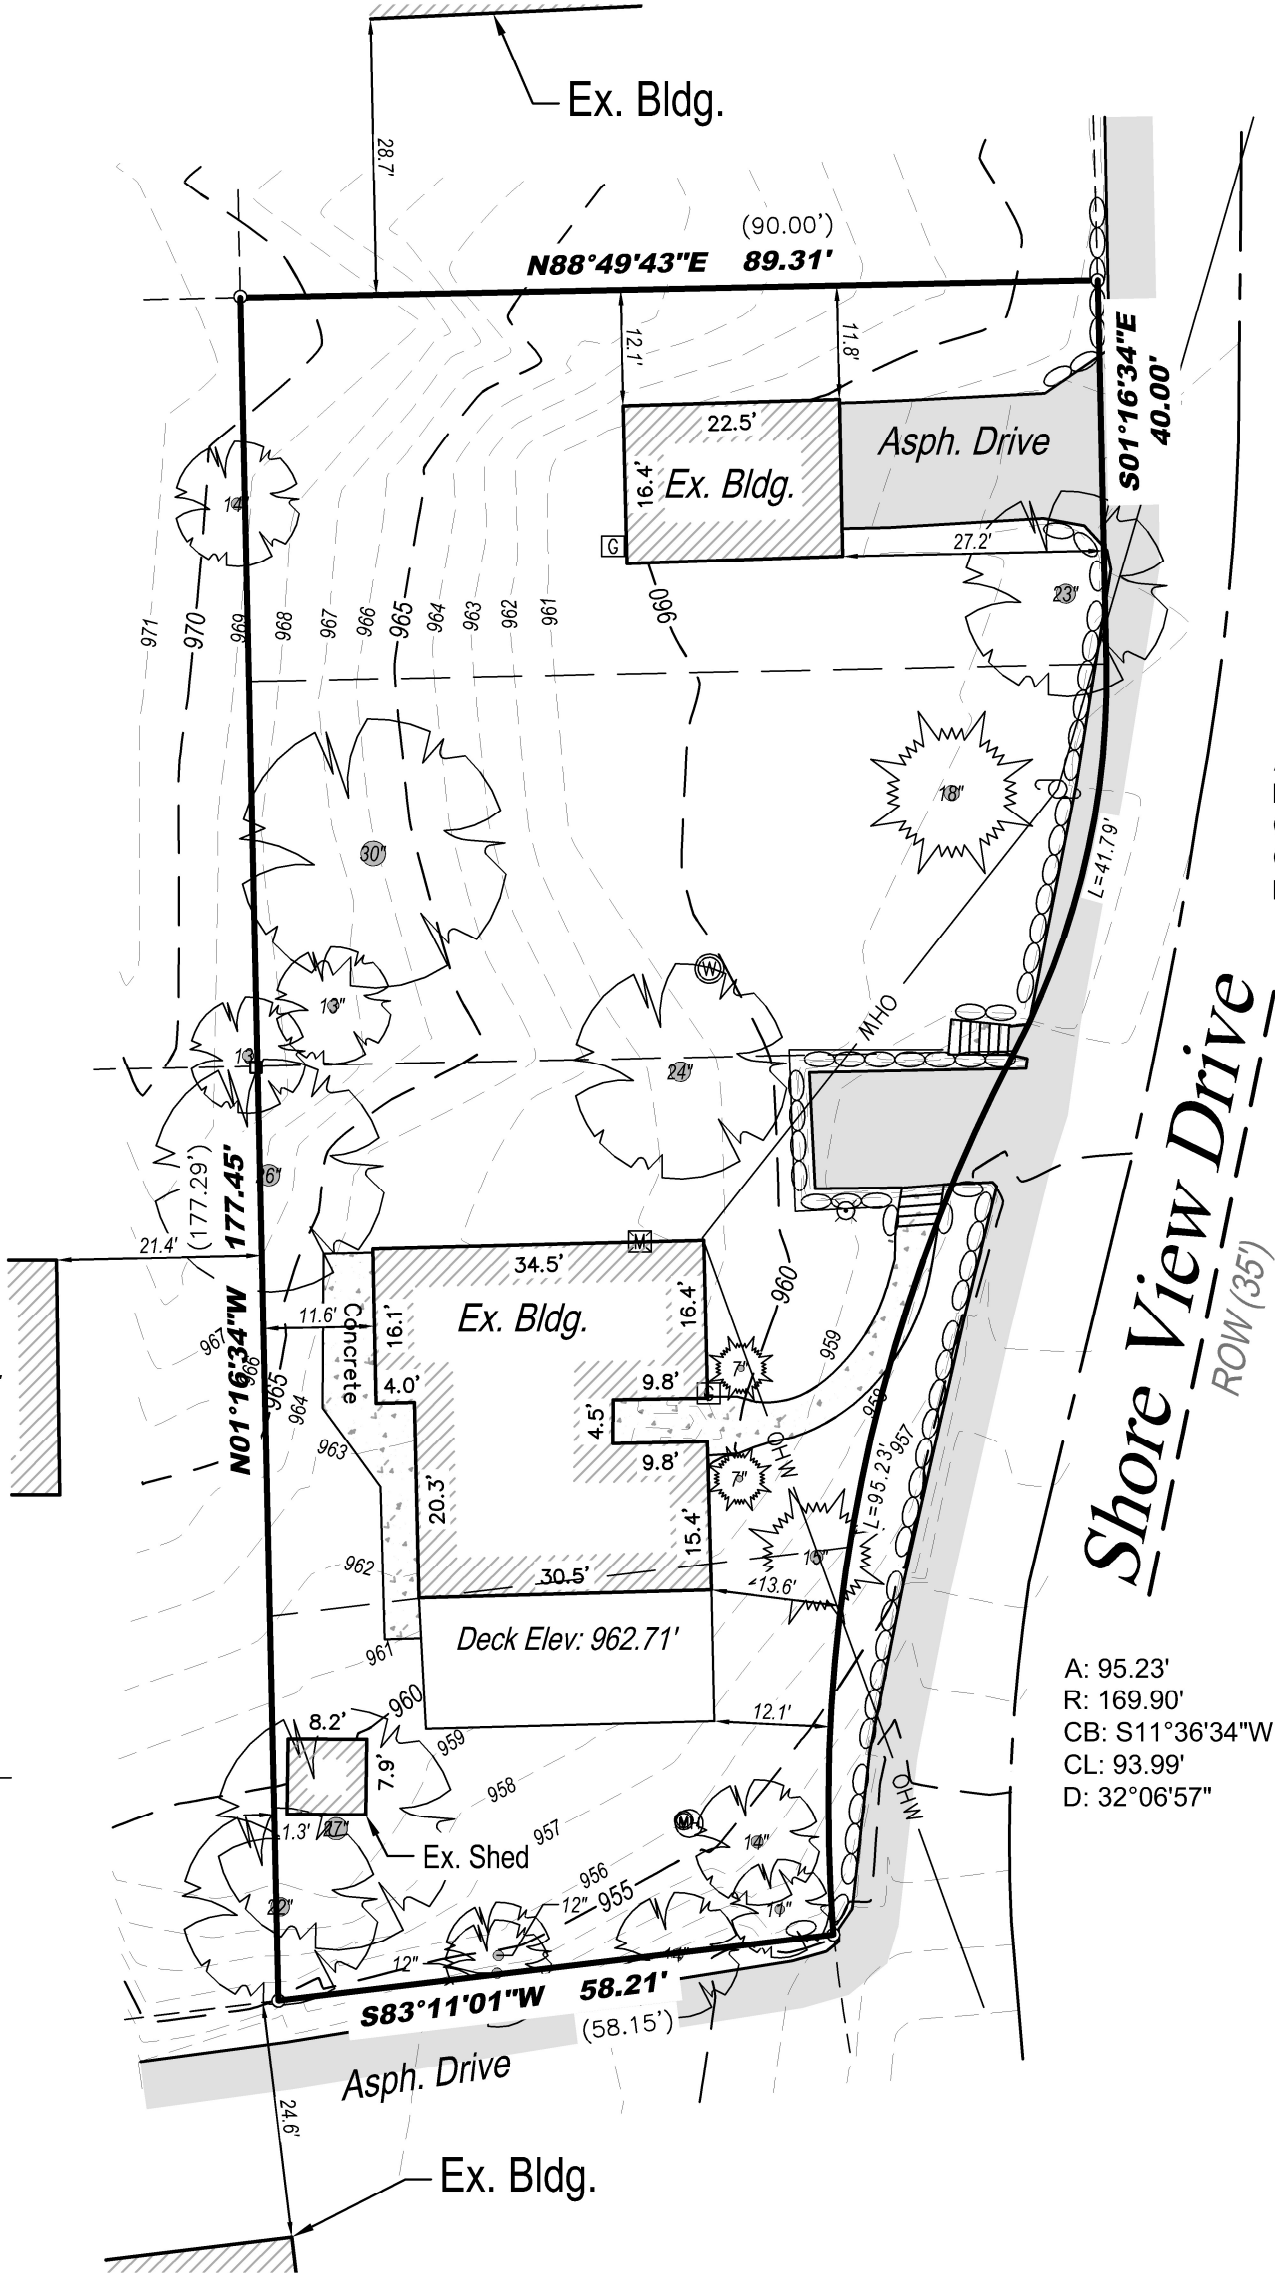 Ex. Bldg.
28.7'
(90.00')
N88°49'43"E 89.31'
12.1'
11.8'
S01°16'34"E
40.00'
22.5'
16.4'
Ex. Bldg.
Asph. Drive
14"
G
27.2'
23"
971
970
969
968
967
966
965
964
963
962
961
960
18"
30"
L=41.79'
W
13"
13"
OHW
24"
26"
Shore View Drive
ROW (35')
N01°16'34"W 177.45'
(177.29')
21.4'
M
34.5'
Ex. Bldg.
16.4'
960
11.6'
Concrete
16.1'
967
966
965
964
963
959
7"
9.8'
G
4.0'
4.5'
958
957
9.8'
OHW
7"
20.3'
15.4'
L=95.23'
962
30.5'
15"
13.6'
Deck Elev: 962.71'
961
960
12.1'
8.2'
7.9'
959
958
OHW
A: 95.23'
R: 169.90'
CB: S11°36'34"W
CL: 93.99'
D: 32°06'57"
1.3'
27"
957
14"
Ex. Shed
956
12"
955
22"
11"
12"
14"
S83°11'01"W 58.21'
(58.15')
Asph. Drive
24.6'
Ex. Bldg.